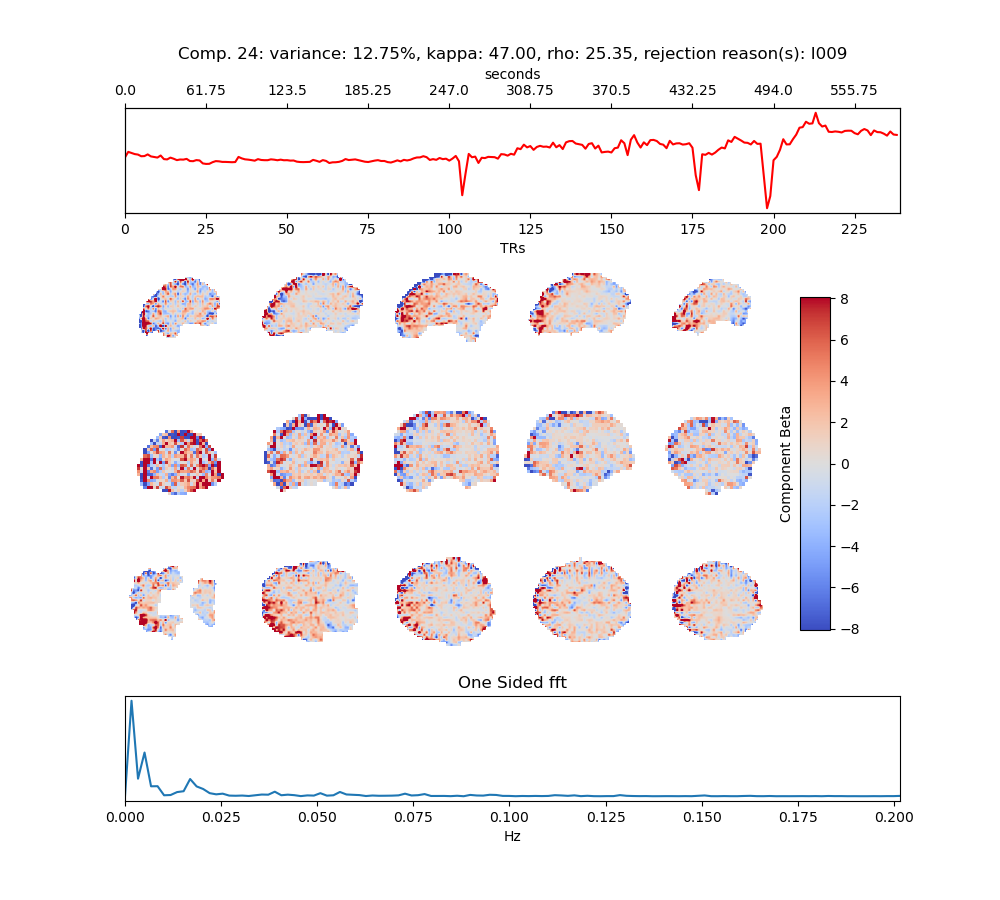 Comp. 24: variance: 12.75%, kappa: 47.00, rho: 25.35, rejection reason(s): I009
seconds
0.0 61.75 123.5 185.25 247.0 308.75 370.5 432.25 494.0 555.75
0 25 50 75 100 125 150 175 200 225
TRs
8
6
4
2
0
−2
−4
−6
−8
Component Beta
One Sided fft
0.000 0.025 0.050 0.075 0.100 0.125 0.150 0.175 0.200
Hz